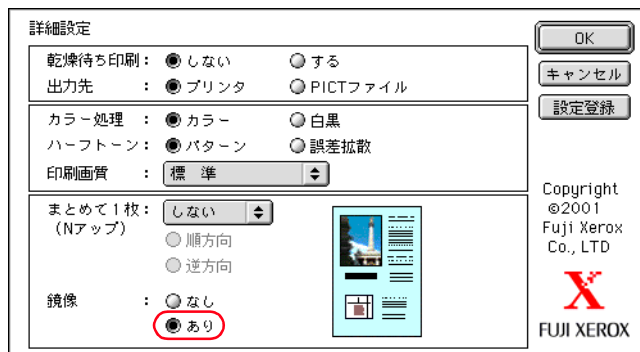 詳細設定
乾燥待ち印刷： しない する
出力先 ： プリンタ PICTファイル
カラー処理 ： カラー 白黒
ハーフトーン： パターン 誤差拡散
印刷画質 ： 標 準
まとめて１枚： しない
(Nアップ)
順方向
逆方向
鏡像 ： なし
あり
OK
キャンセル
設定登録
Copyright
©2001
Fuji Xerox
Co., LTD
FUJI XEROX